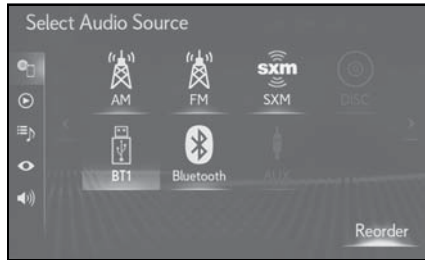 Select Audio Source
AM FM SXM DISC
BT1 Bluetooth AUX
Reorder
sxm